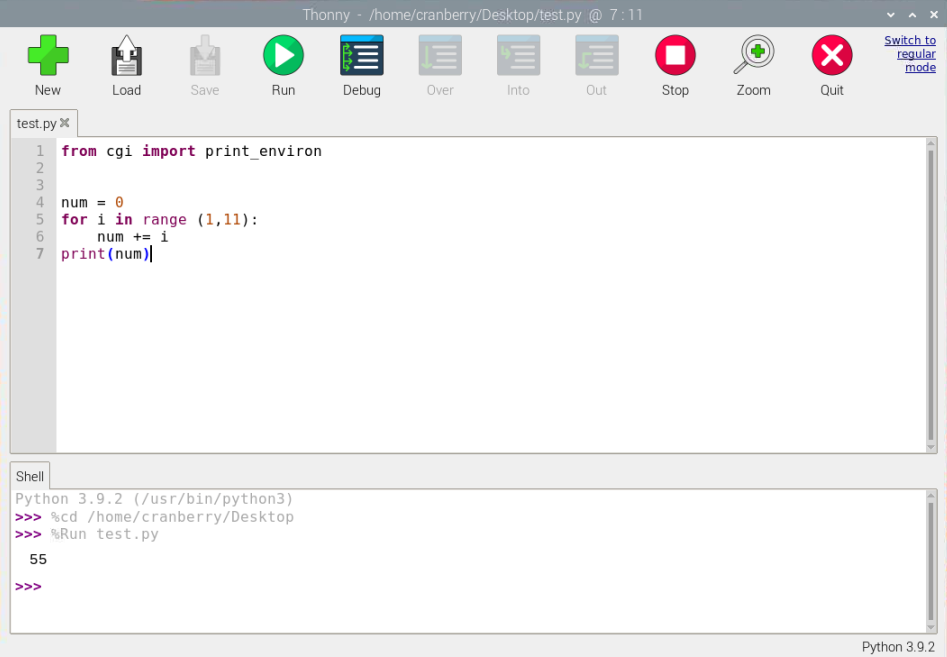 Thonny - /home/cranberry/Desktop/test.py @ 7:11
New Load Save Run Debug Over Into Out Stop Zoom Quit
Switch to
regular
mode
test.py
1 from cgi import print_environ
2
3
4 num = 0
5 for i in range (1,11):
6     num += i
7 print(num)
Shell
Python 3.9.2 (/usr/bin/python3)
>>> %cd /home/cranberry/Desktop
>>> %Run test.py
55
>>>
Python 3.9.2